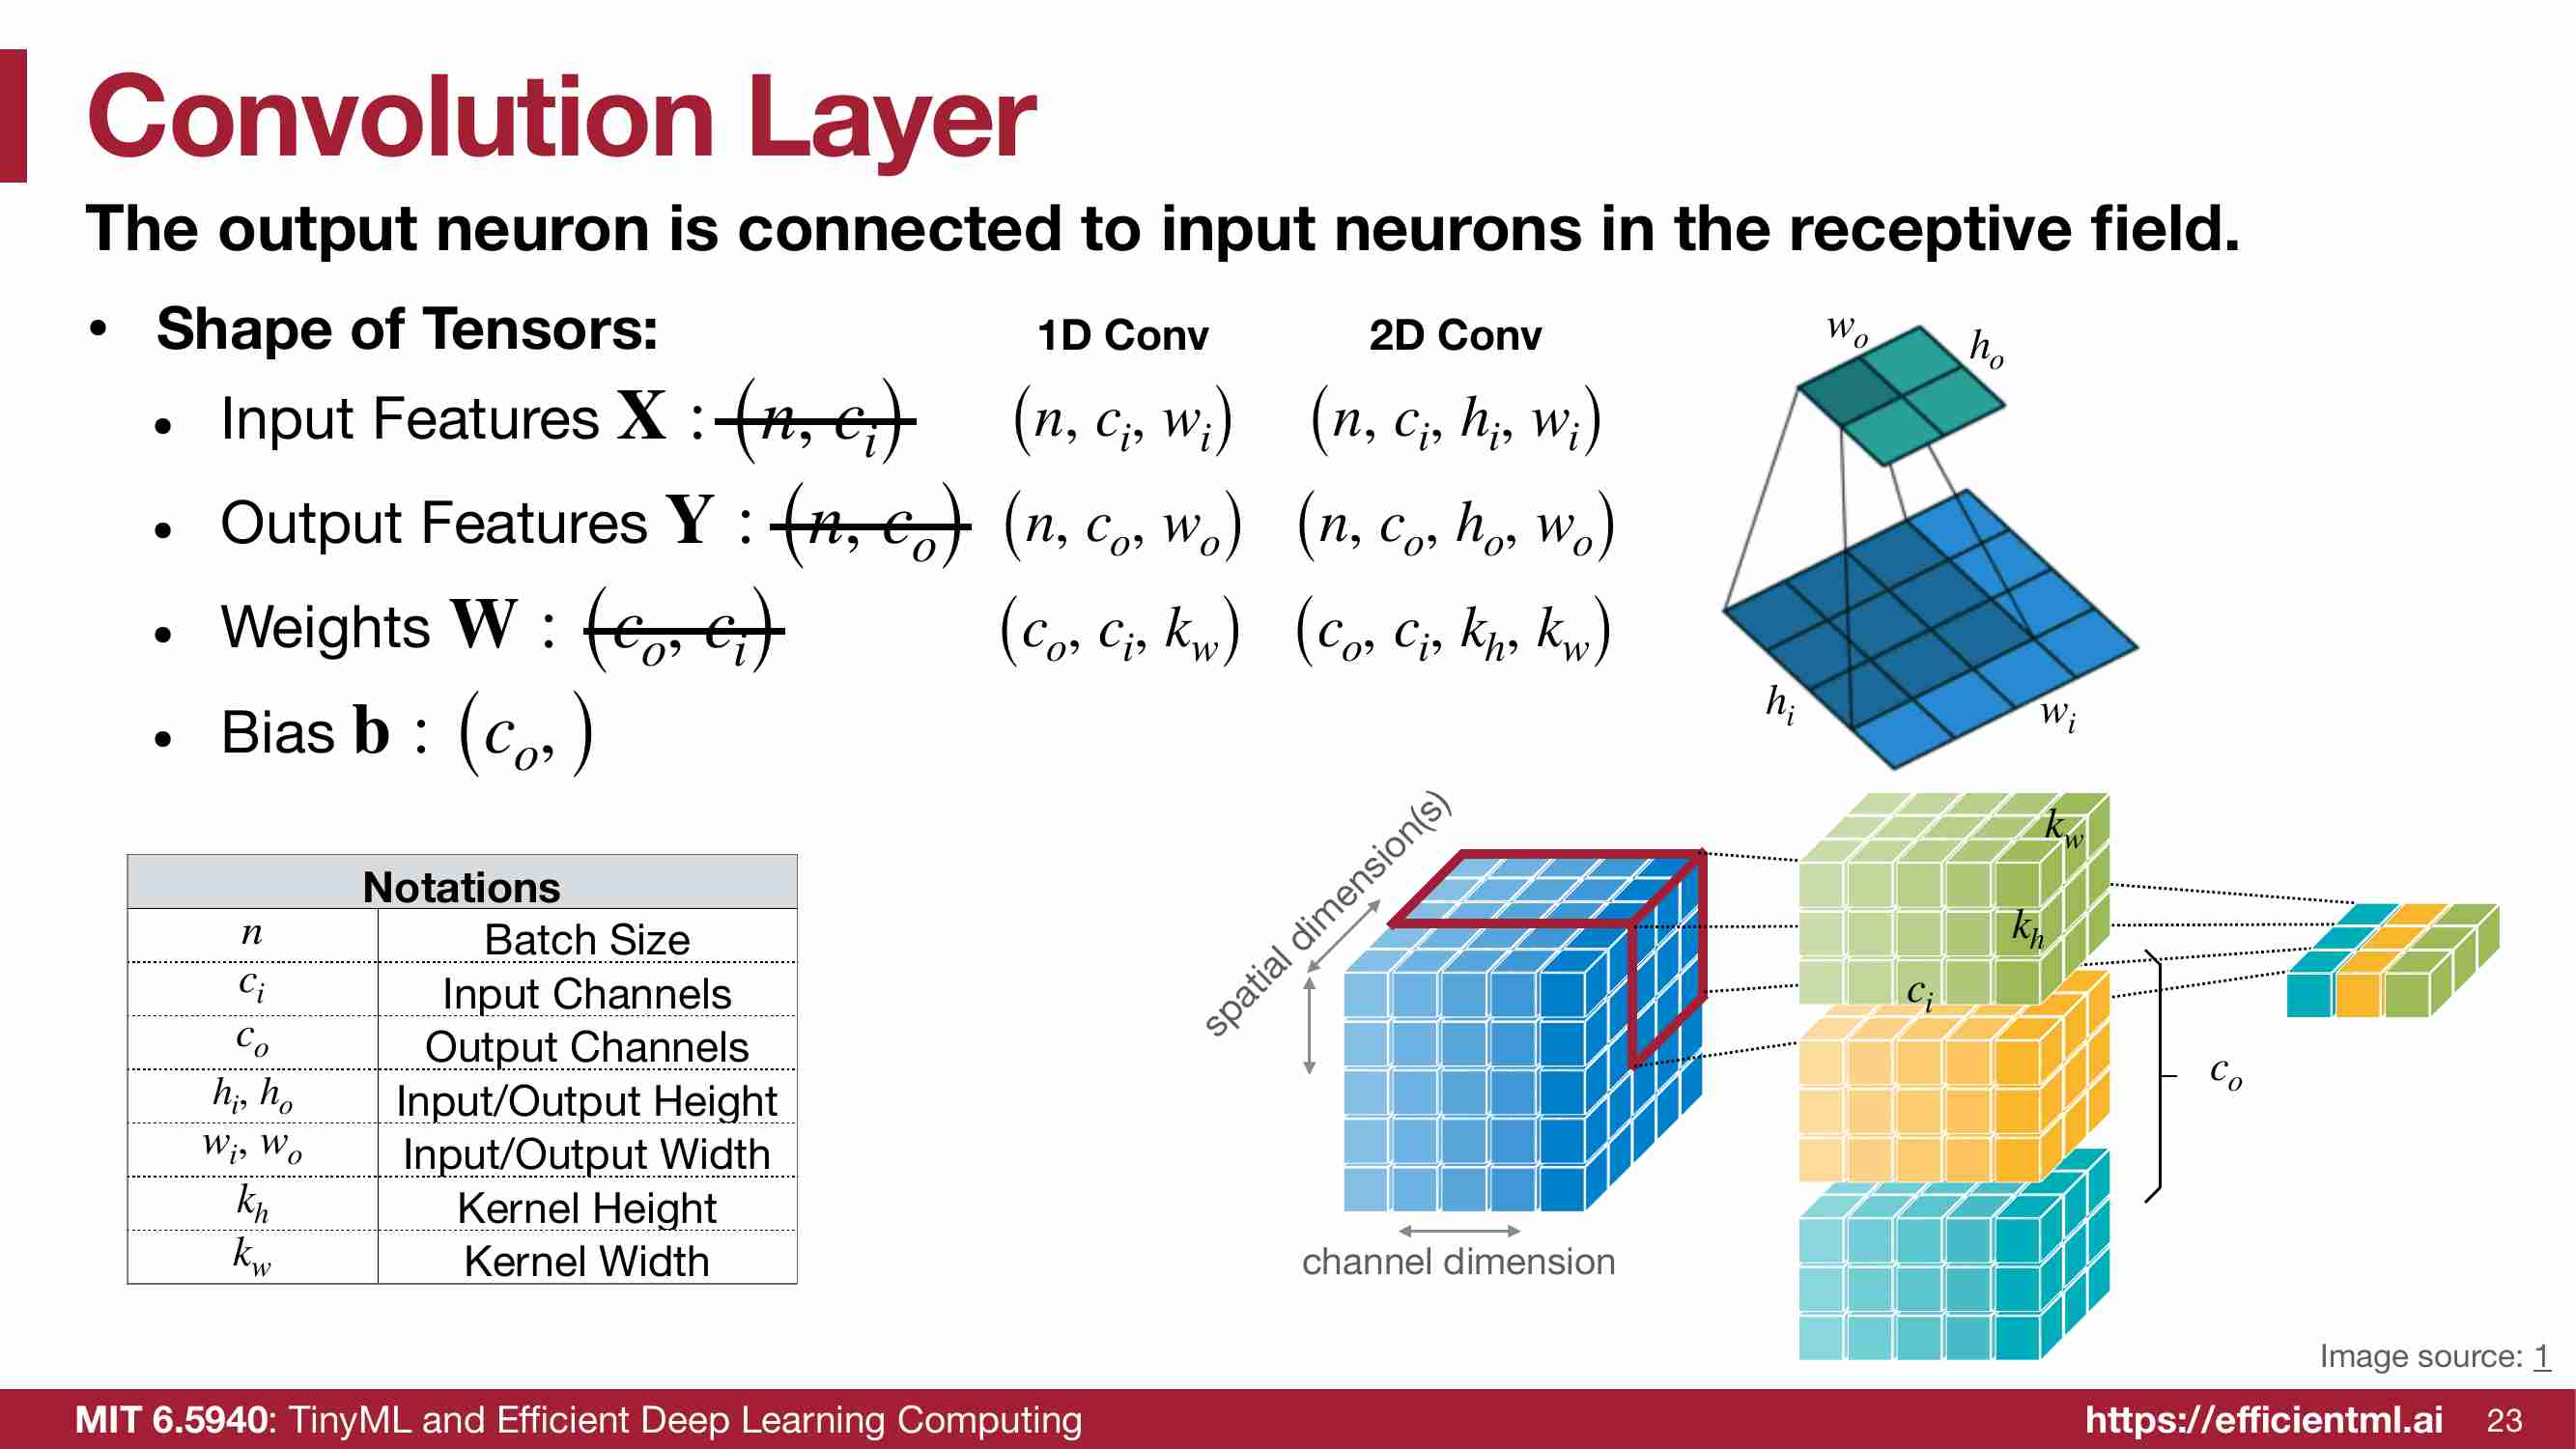 Convolution Layer
The output neuron is connected to input neurons in the receptive field.
• Shape of Tensors: 1D Conv 2D Conv
• Input Features X : (n, c_i) (n, c_i, w_i) (n, c_i, h_i, w_i)
• Output Features Y : (n, c_o) (n, c_o, w_o) (n, c_o, h_o, w_o)
• Weights W : (c_o, c_i) (c_o, c_i, k_w) (c_o, c_i, k_h, k_w)
• Bias b : (c_o, )
w_o h_o
h_i w_i
Notations
n Batch Size
c_i Input Channels
c_o Output Channels
h_i, h_o Input/Output Height
w_i, w_o Input/Output Width
k_h Kernel Height
k_w Kernel Width
spatial dimension(s)
channel dimension
k_w
k_h
c_i
c_o
Image source: 1
MIT 6.5940: TinyML and Efficient Deep Learning Computing https://efficientml.ai 23